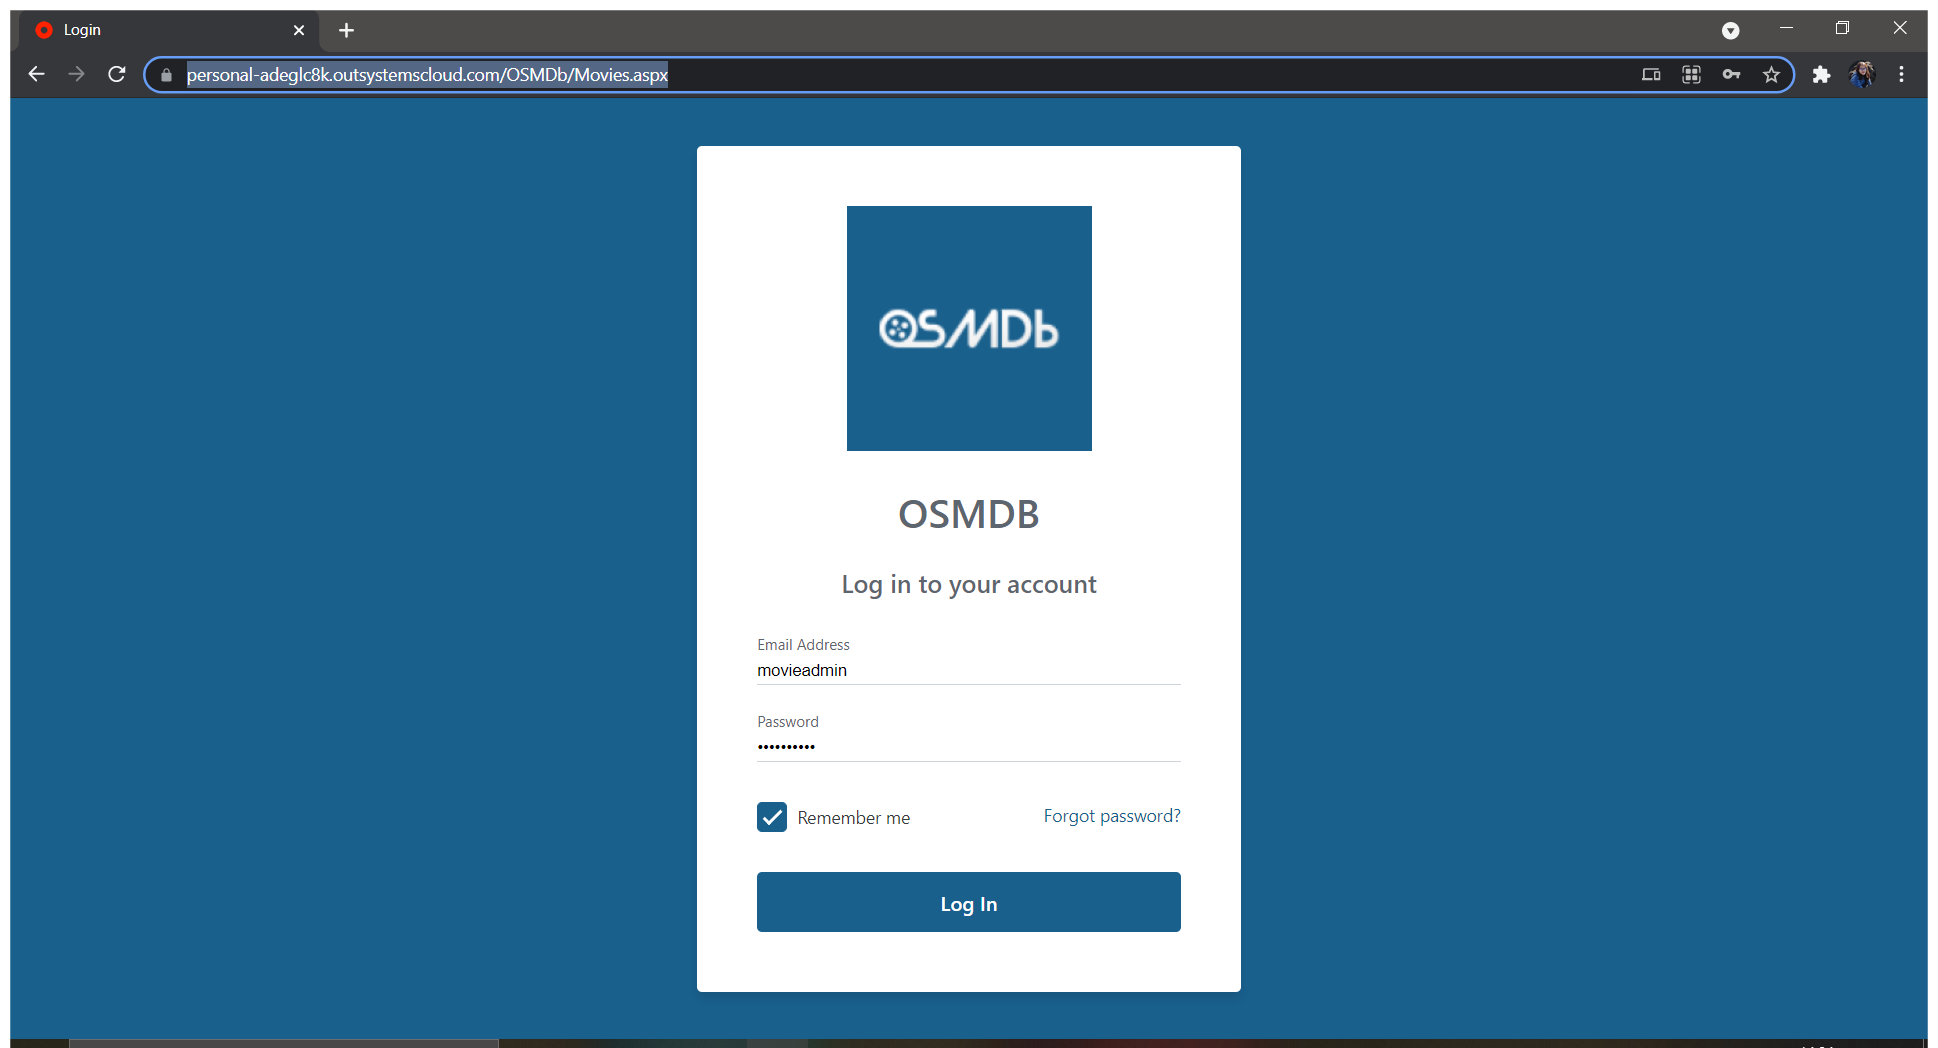 Login
personal-adeglc8k.outsystemscloud.com/OSMDb/Movies.aspx
OSMDb
OSMDB
Log in to your account
Email Address
movieadmin
Password
••••••••••
Remember me
Forgot password?
Log In